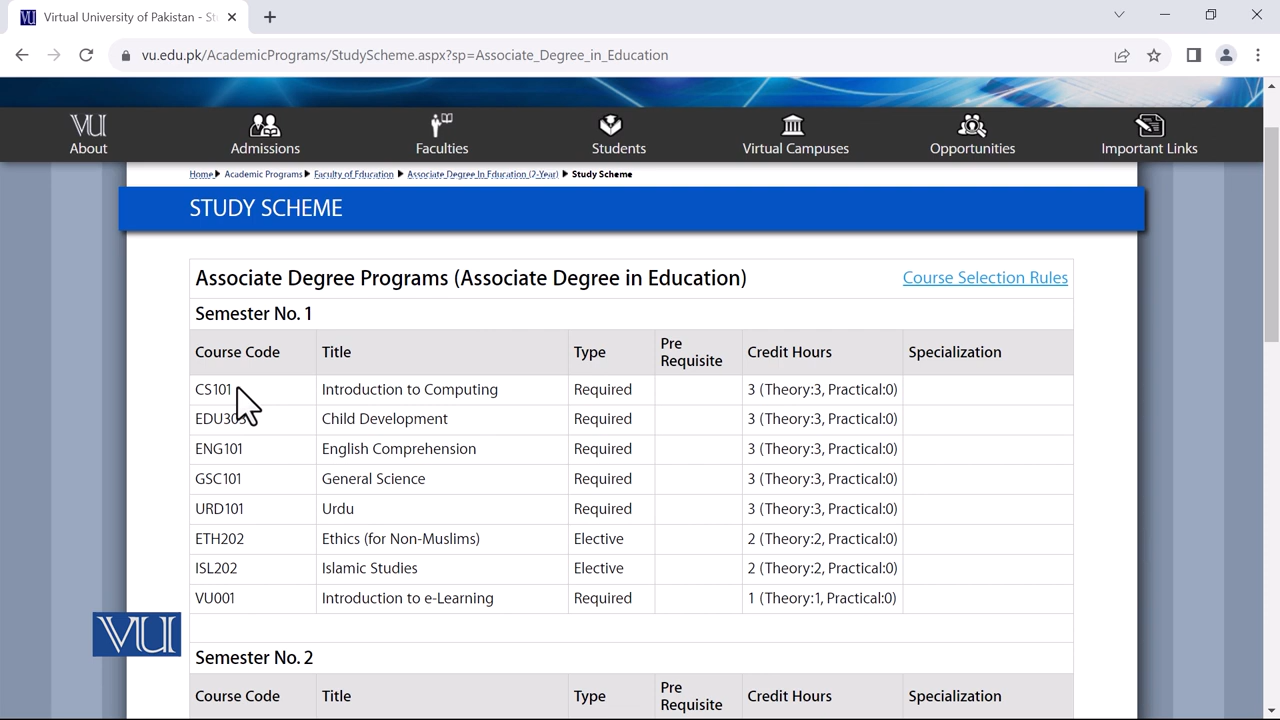 Virtual University of Pakistan - St
vu.edu.pk/AcademicPrograms/StudyScheme.aspx?sp=Associate_Degree_in_Education
VU
About
Admissions
Faculties
Students
Virtual Campuses
Opportunities
Important Links
Home Academic Programs Faculty of Education Associate Degree In Education (2-Year) Study Scheme
STUDY SCHEME
Associate Degree Programs (Associate Degree in Education) Course Selection Rules
Semester No. 1
Course Code Title Type Pre Requisite Credit Hours Specialization
CS101 Introduction to Computing Required 3 (Theory:3, Practical:0)
Child Development Required 3 (Theory:3, Practical:0)
ENG101 English Comprehension Required 3 (Theory:3, Practical:0)
GSC101 General Science Required 3 (Theory:3, Practical:0)
URD101 Urdu Required 3 (Theory:3, Practical:0)
ETH202 Ethics (for Non-Muslims) Elective 2 (Theory:2, Practical:0)
ISL202 Islamic Studies Elective 2 (Theory:2, Practical:0)
VU001 Introduction to e-Learning Required 1 (Theory:1, Practical:0)
VU
Semester No. 2
Course Code Title Type Pre Requisite Credit Hours Specialization